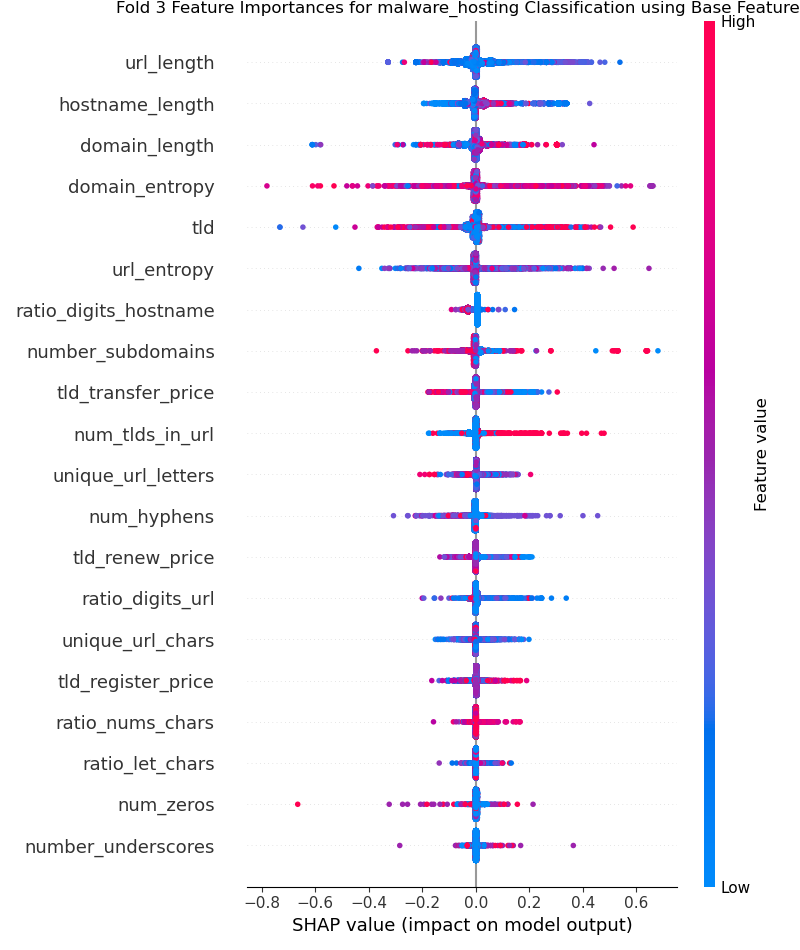 Fold 3 Feature Importances for malware_hosting Classification using Base Feature
High
url_length
hostname_length
domain_length
domain_entropy
tld
url_entropy
ratio_digits_hostname
number_subdomains
tld_transfer_price
num_tlds_in_url
unique_url_letters
num_hyphens
tld_renew_price
ratio_digits_url
unique_url_chars
tld_register_price
ratio_nums_chars
ratio_let_chars
num_zeros
number_underscores
Feature value
Low
−0.8 −0.6 −0.4 −0.2 0.0 0.2 0.4 0.6
SHAP value (impact on model output)